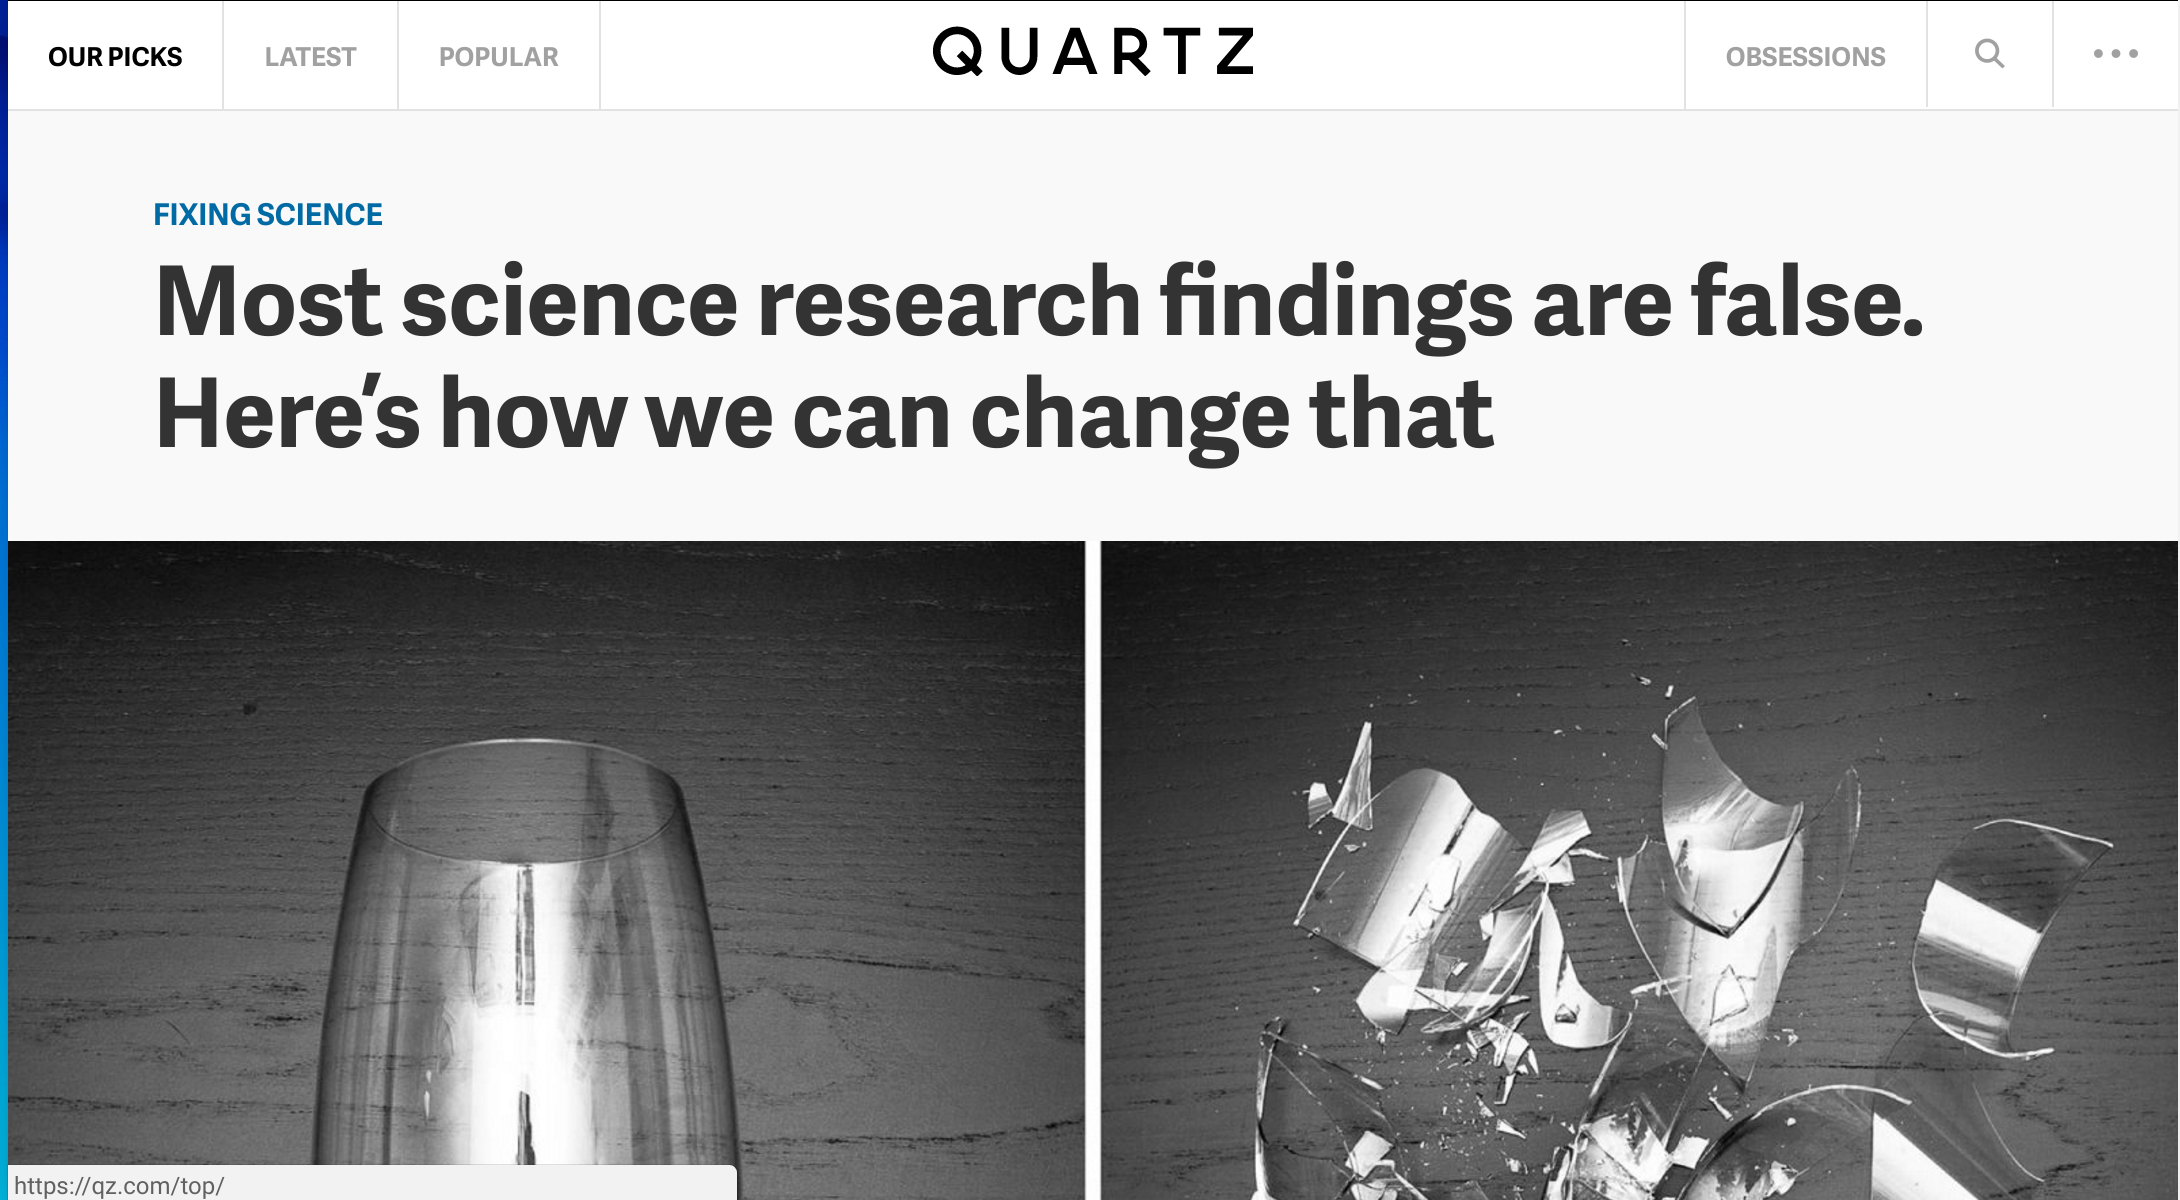 OUR PICKS
LATEST
POPULAR
QUARTZ
OBSESSIONS
FIXING SCIENCE
Most science research findings are false.
Here’s how we can change that
https://qz.com/top/